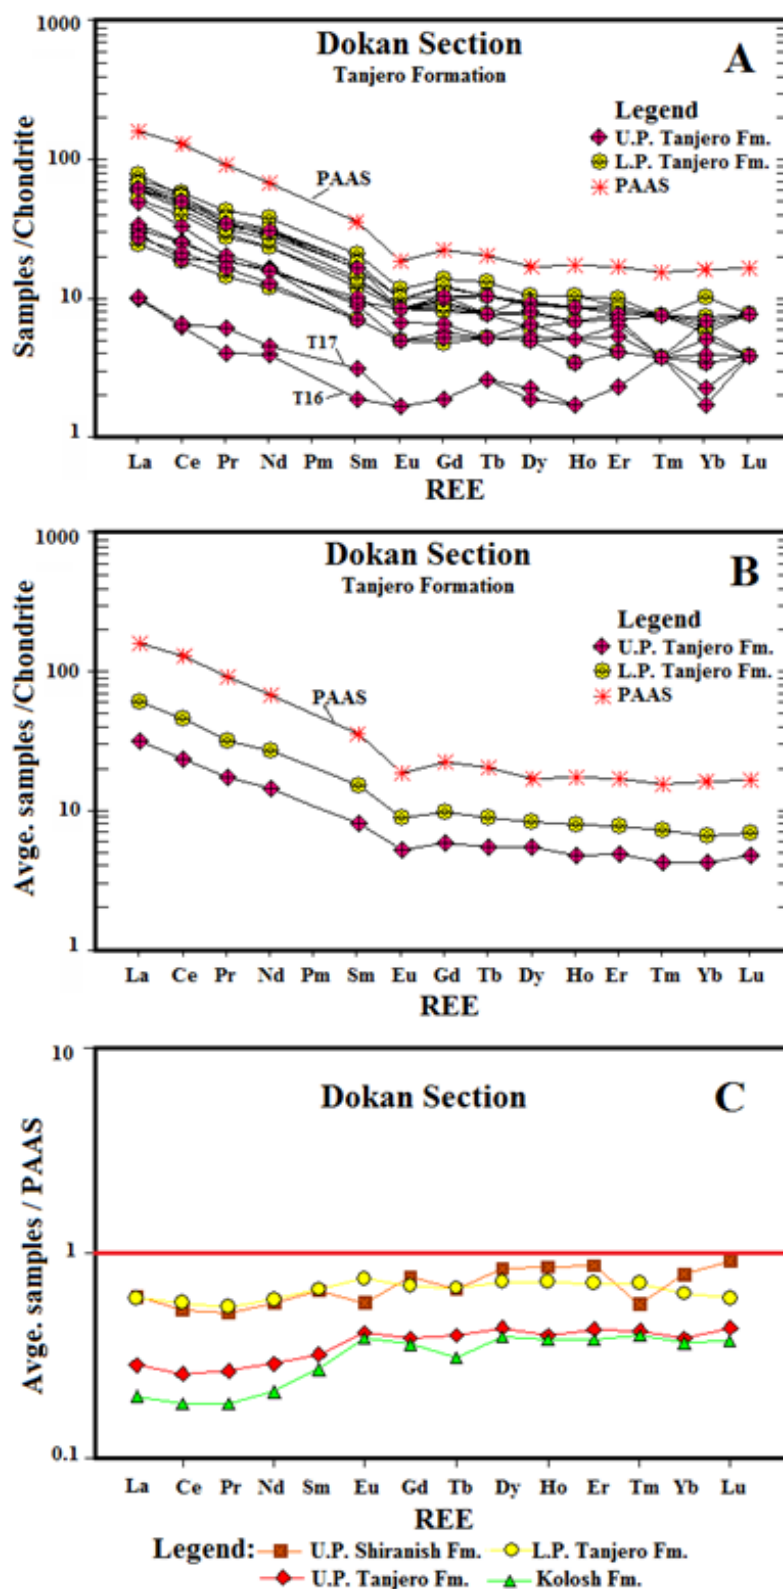 Dokan Section
Tanjero Formation
A
Legend
U.P. Tanjero Fm.
L.P. Tanjero Fm.
PAAS
PAAS
T17
T16
1000
100
10
1
Samples /Chondrite
La Ce Pr Nd Pm Sm Eu Gd Tb Dy Ho Er Tm Yb Lu
REE
Dokan Section
Tanjero Formation
B
Legend
U.P. Tanjero Fm.
L.P. Tanjero Fm.
PAAS
PAAS
1000
100
10
1
Avge. samples /Chondrite
La Ce Pr Nd Pm Sm Eu Gd Tb Dy Ho Er Tm Yb Lu
REE
Dokan Section
C
10
1
0.1
Avge. samples / PAAS
La Ce Pr Nd Sm Eu Gd Tb Dy Ho Er Tm Yb Lu
REE
Legend: U.P. Shiranish Fm. L.P. Tanjero Fm.
U.P. Tanjero Fm. Kolosh Fm.